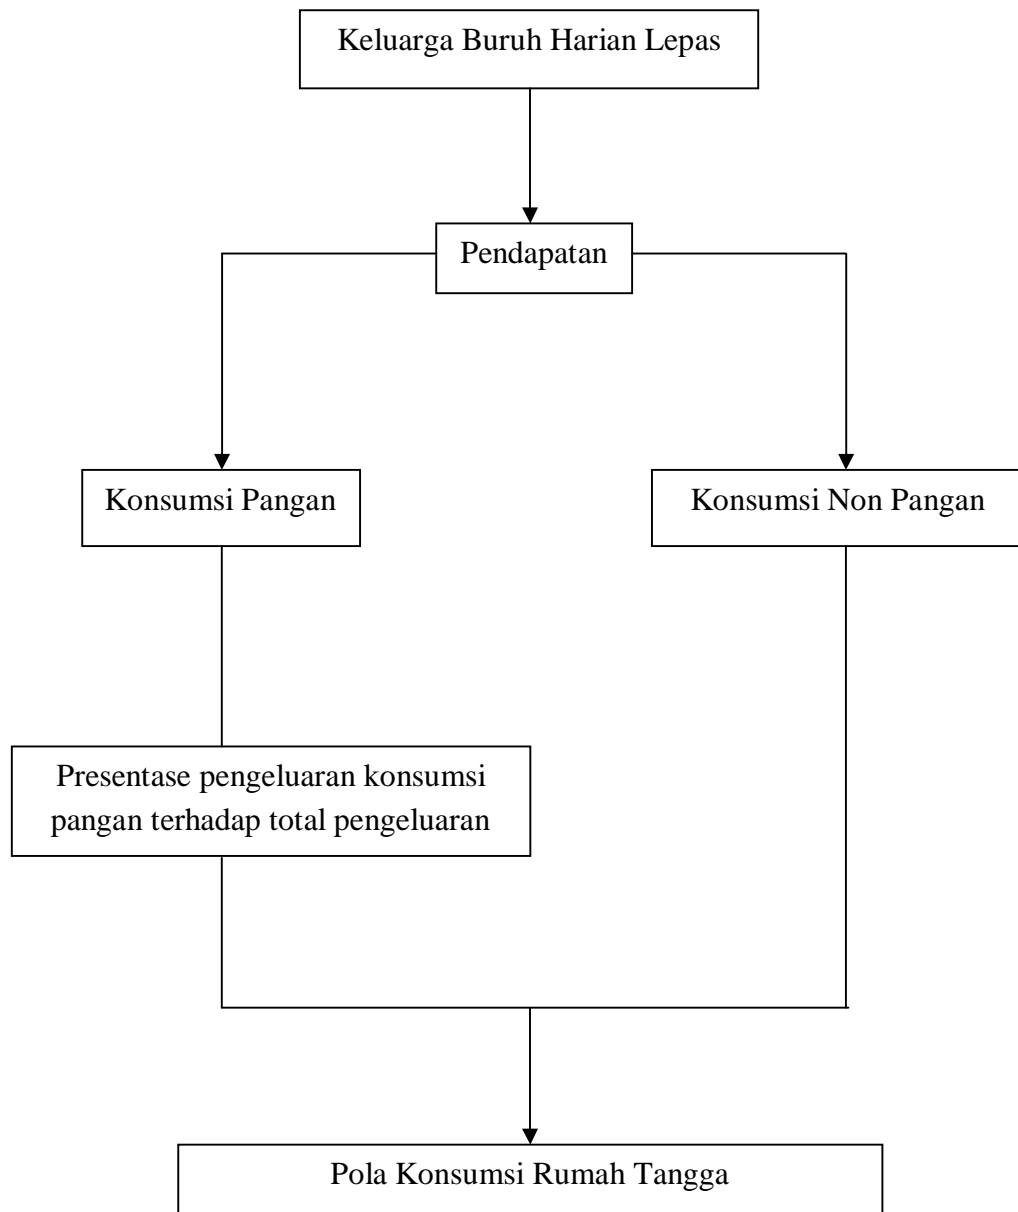 Keluarga Buruh Harian Lepas
Pendapatan
Konsumsi Pangan
Konsumsi Non Pangan
Presentase pengeluaran konsumsi
pangan terhadap total pengeluaran
Pola Konsumsi Rumah Tangga